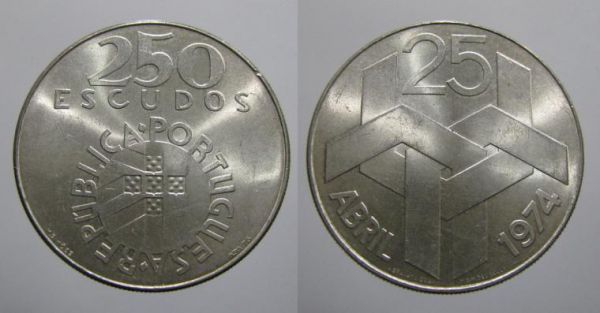 250
ESCUDOS
REPUBLICA·PORTUGUESA·
25
ABRIL 1974